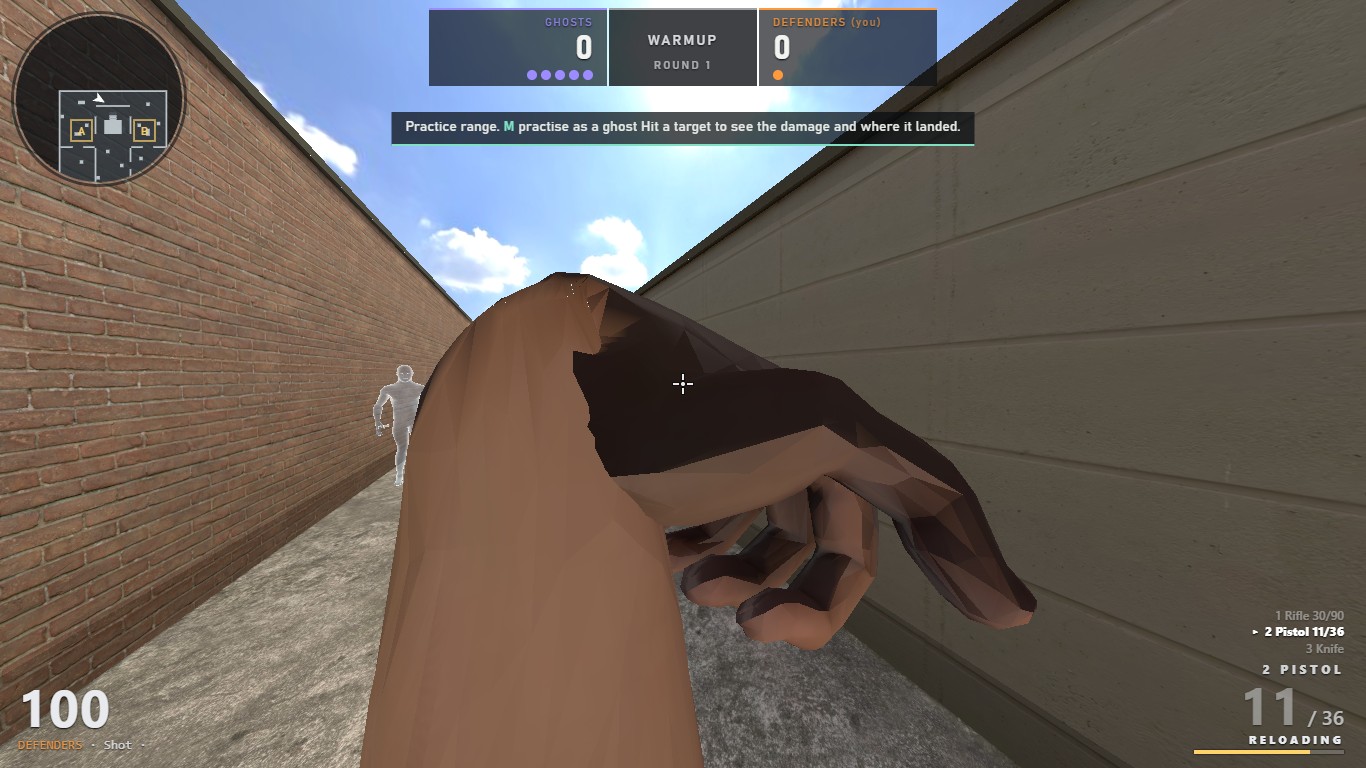 GHOSTS
0
WARMUP
ROUND 1
DEFENDERS (you)
0
A
B
Practice range. M practise as a ghost Hit a target to see the damage and where it landed.
1 Rifle 30/90
▸ 2 Pistol 11/36
3 Knife
2 PISTOL
11 / 36
RELOADING
100
DEFENDERS · Shot ·